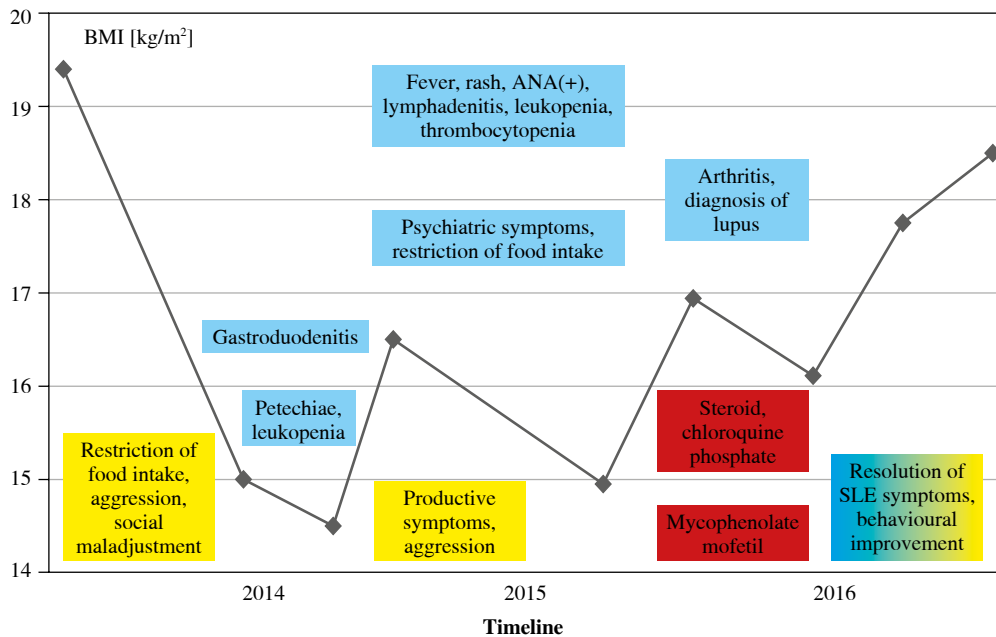 20
BMI [kg/m²]
19
18
17
16
15
14
Fever, rash, ANA(+),
lymphadenitis, leukopenia,
thrombocytopenia
Arthritis,
diagnosis of
lupus
Psychiatric symptoms,
restriction of food intake
Gastroduodenitis
Petechiae,
leukopenia
Steroid,
chloroquine
phosphate
Restriction of
food intake,
aggression,
social
maladjustment
Productive
symptoms,
aggression
Mycophenolate
mofetil
Resolution of
SLE symptoms,
behavioural
improvement
2014
2015
2016
Timeline